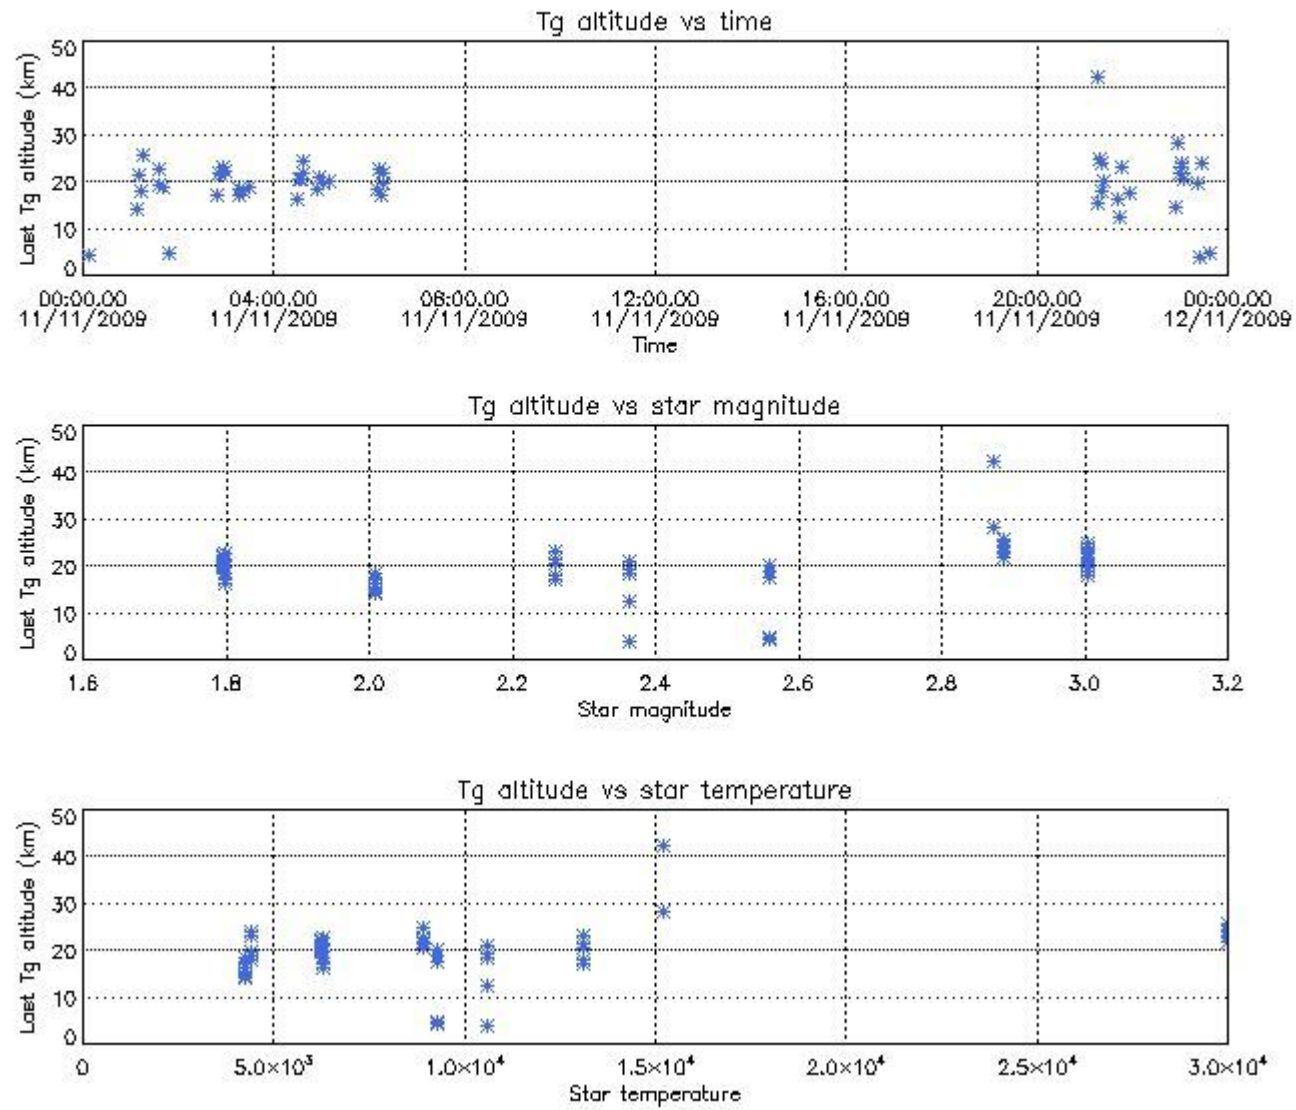 Tg altitude vs time
Last Tg altitude (km)
50
40
30
20
10
0
00:00.00 04:00.00 08:00.00 12:00.00 16:00.00 20:00.00 00:00.00
11/11/2009 11/11/2009 11/11/2009 11/11/2009 11/11/2009 11/11/2009 12/11/2009
Time
Tg altitude vs star magnitude
Last Tg altitude (km)
50
40
30
20
10
0
1.6 1.8 2.0 2.2 2.4 2.6 2.8 3.0 3.2
Star magnitude
Tg altitude vs star temperature
Last Tg altitude (km)
50
40
30
20
10
0
0 5.0×10³ 1.0×10⁴ 1.5×10⁴ 2.0×10⁴ 2.5×10⁴ 3.0×10⁴
Star temperature